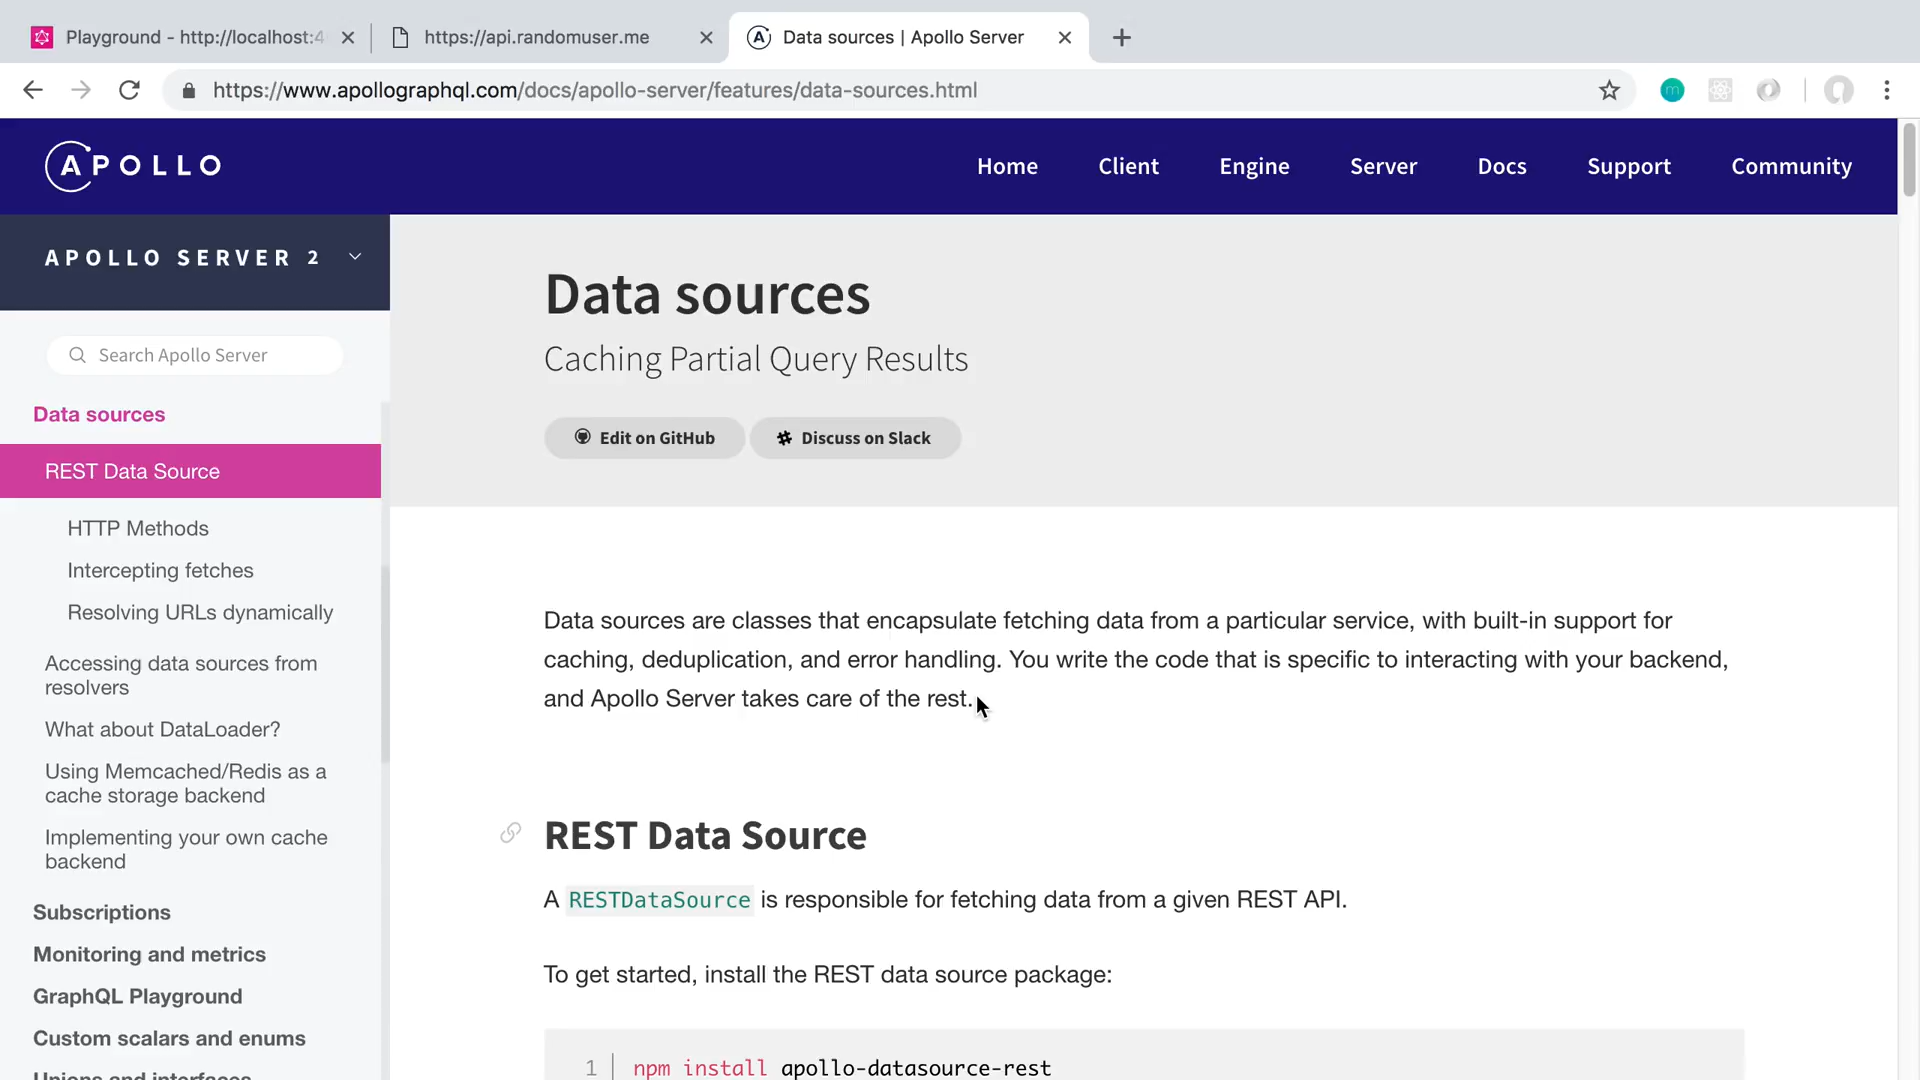 Playground - http://localhost:4
https://api.randomuser.me
Data sources | Apollo Server
https://www.apollographql.com/docs/apollo-server/features/data-sources.html
m
APOLLO
Home
Client
Engine
Server
Docs
Support
Community
APOLLO SERVER 2
Search Apollo Server
Data sources
REST Data Source
HTTP Methods
Intercepting fetches
Resolving URLs dynamically
Accessing data sources from
resolvers
What about DataLoader?
Using Memcached/Redis as a
cache storage backend
Implementing your own cache
backend
Subscriptions
Monitoring and metrics
GraphQL Playground
Custom scalars and enums
Unions and interfaces
Data sources
Caching Partial Query Results
Edit on GitHub
Discuss on Slack
Data sources are classes that encapsulate fetching data from a particular service, with built-in support for
caching, deduplication, and error handling. You write the code that is specific to interacting with your backend,
and Apollo Server takes care of the rest.
REST Data Source
A RESTDataSource is responsible for fetching data from a given REST API.
To get started, install the REST data source package:
1 npm install apollo-datasource-rest